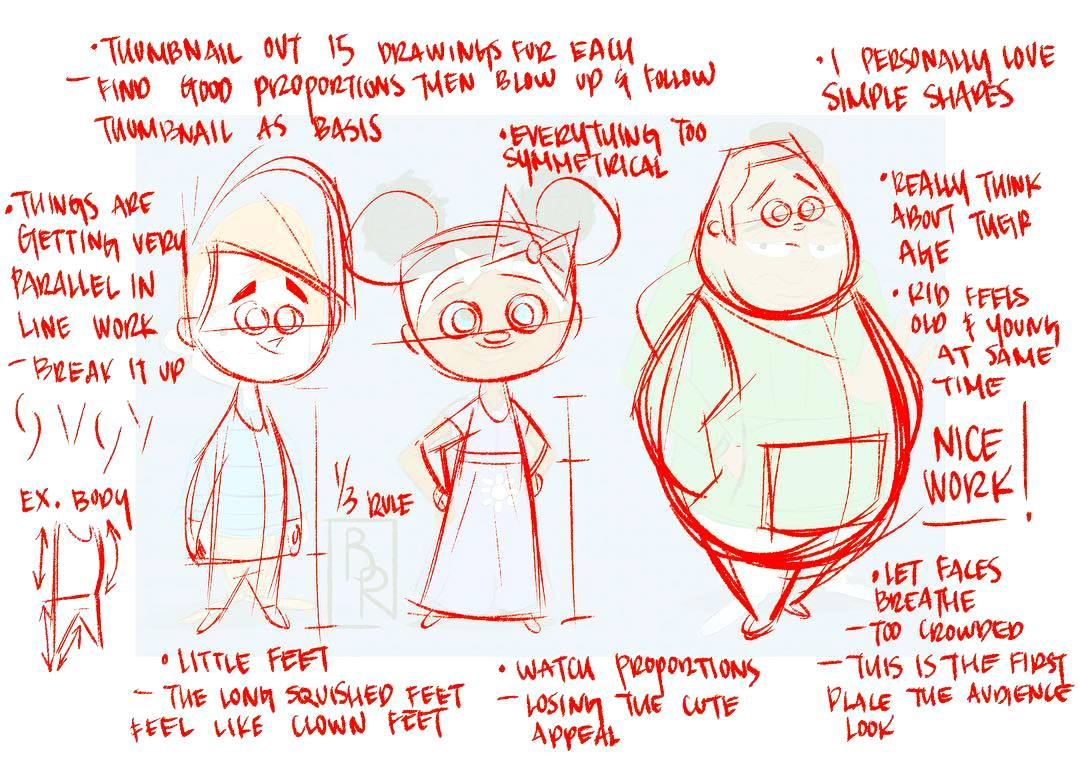 • THUMBNAIL OUT 15 DRAWINGS FOR EACH
— FIND GOOD PROPORTIONS THEN BLOW UP & FOLLOW
THUMBNAIL AS BASIS
• I PERSONALLY LOVE
SIMPLE SHAPES
• EVERYTHING TOO
SYMMETRICAL
• THINGS ARE
GETTING VERY
PARALLEL IN
LINE WORK
— BREAK IT UP
EX. BODY
• REALLY THINK
ABOUT THEIR
AGE
• KID FEELS
OLD & YOUNG
AT SAME
TIME
NICE
WORK!
1/3 RULE
BR
• LET FACES
BREATHE
— TOO CROWDED
— THIS IS THE FIRST
PLACE THE AUDIENCE
LOOK
• LITTLE FEET
— THE LONG SQUISHED FEET
FEEL LIKE CLOWN FEET
• WATCH PROPORTIONS
— LOSING THE CUTE
APPEAL